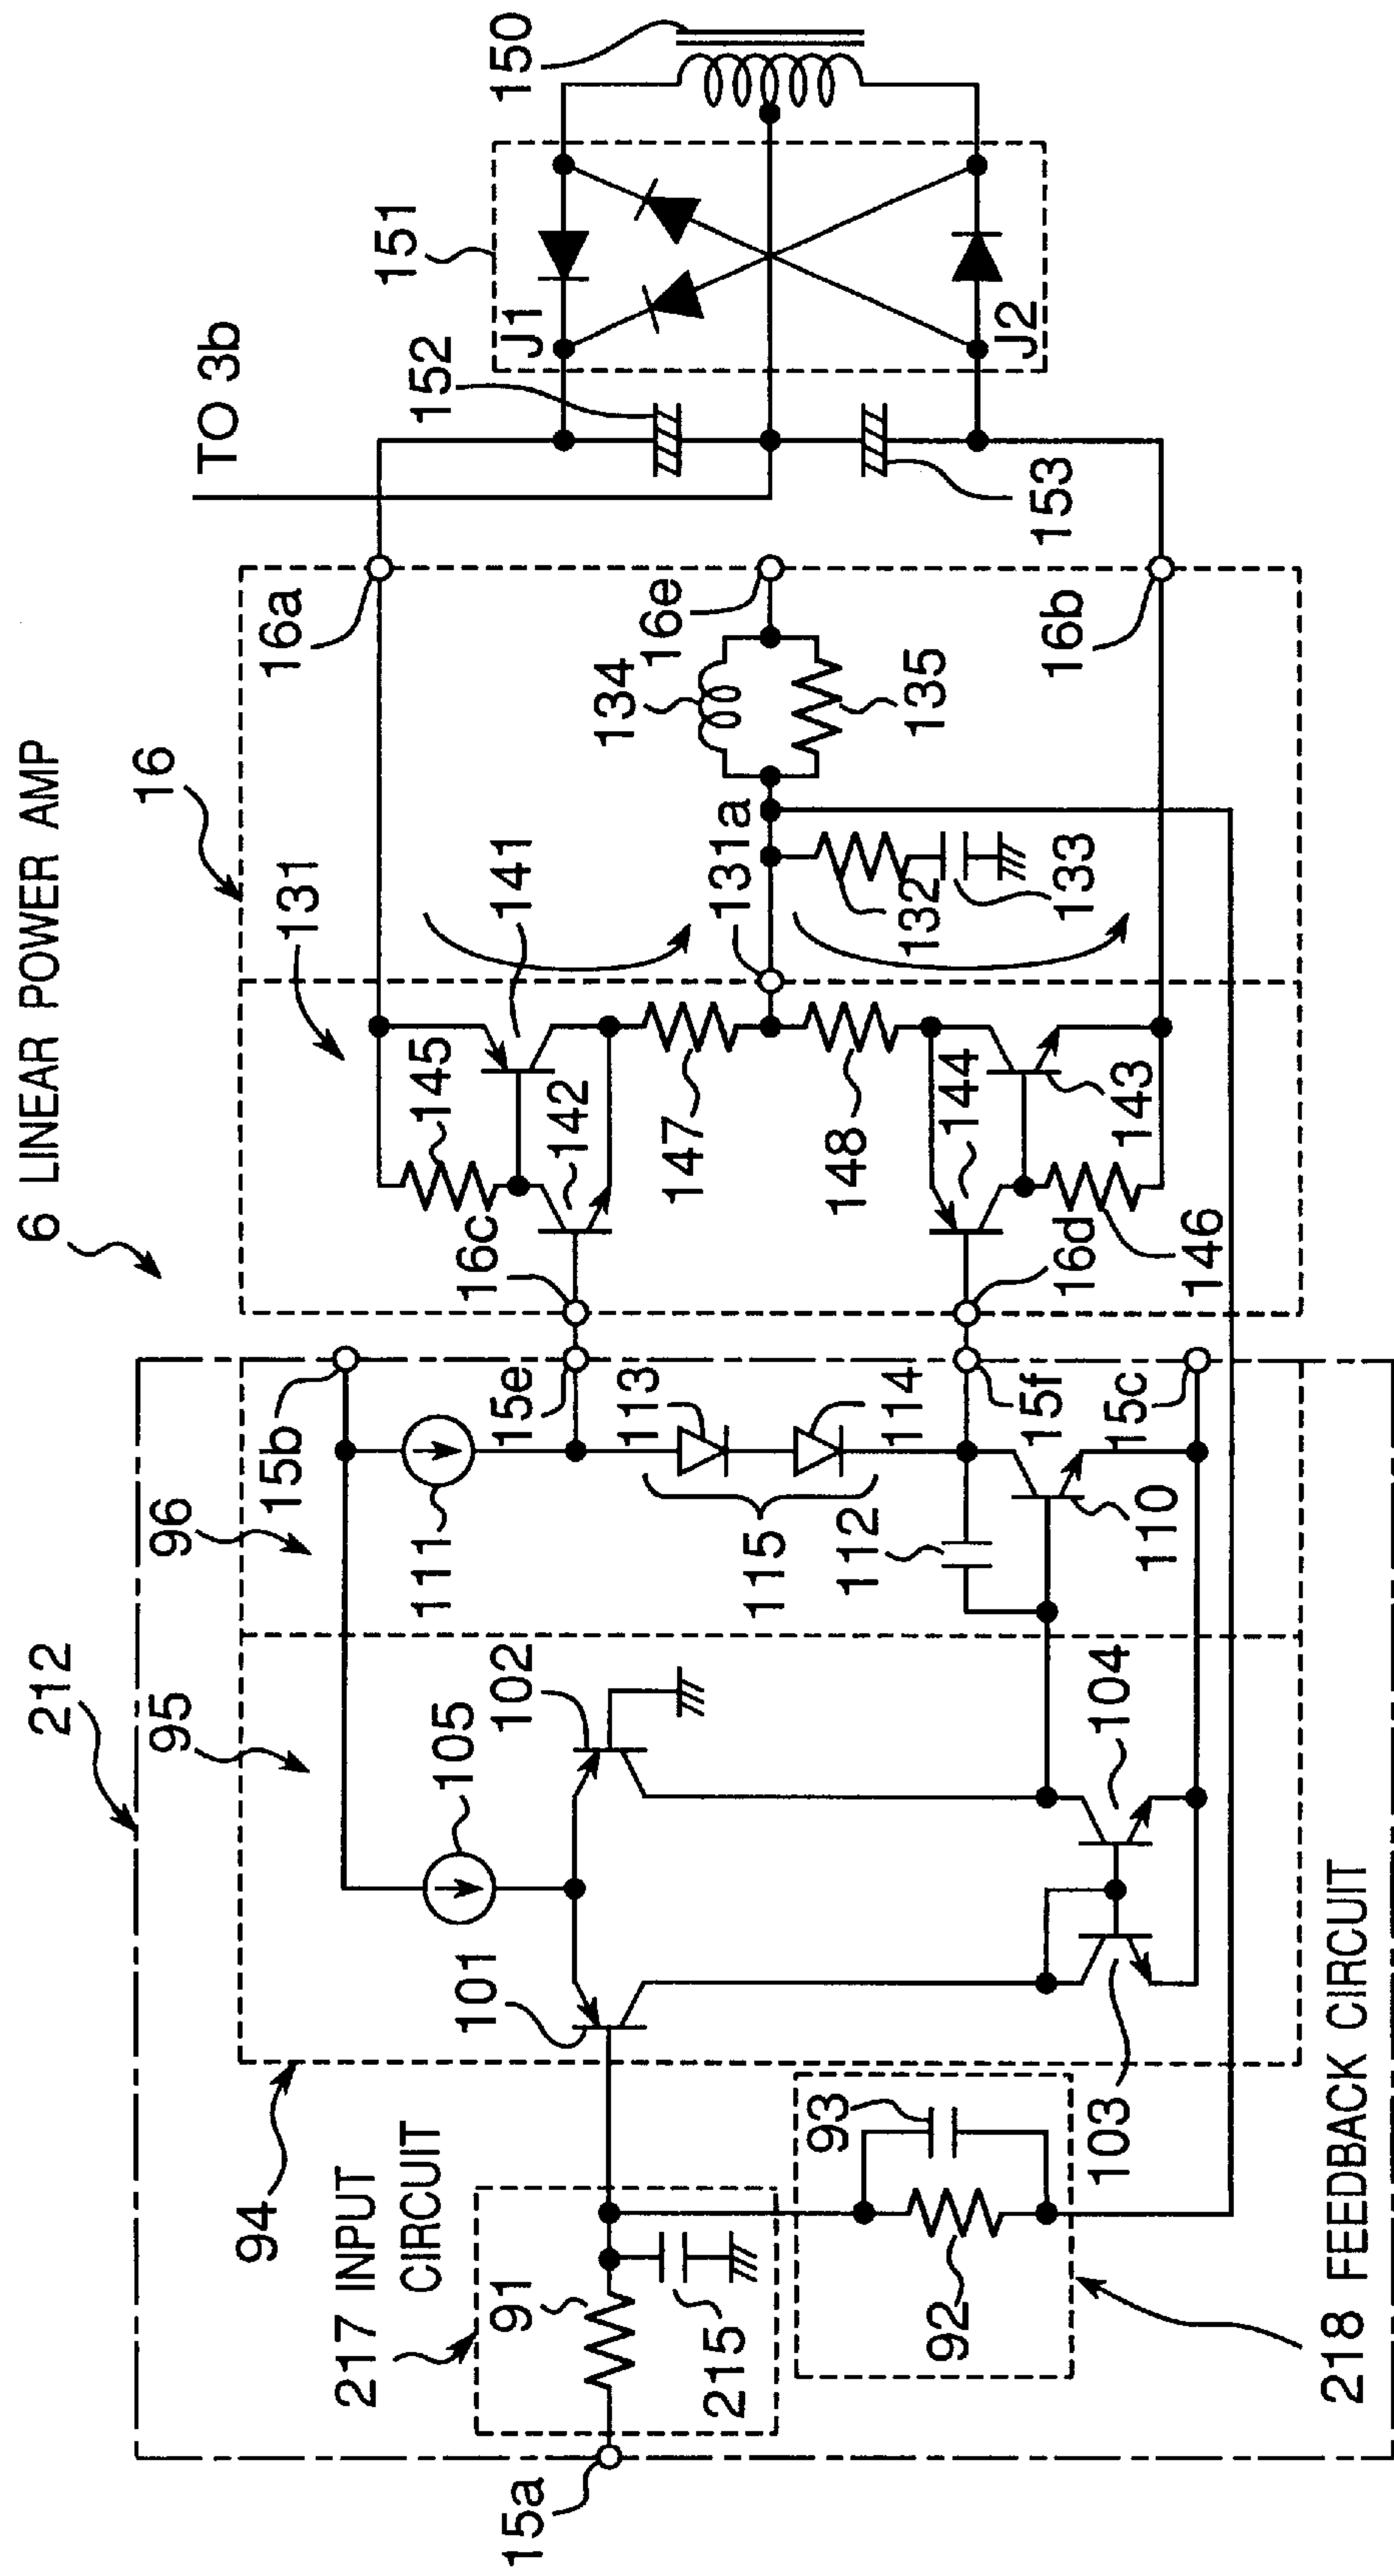 6 LINEAR POWER AMP
212
95
96
16
131
TO 3b
94
217 INPUT
CIRCUIT
15a
91
215
93
92
218 FEEDBACK CIRCUIT
101
105
102
103
104
15b
111
15e
113
114
115
112
15f
15c
110
16c
16d
145
142
141
147
148
144
143
146
131a
132
133
134
135
16a
16e
16b
152
153
151
J1
J2
150